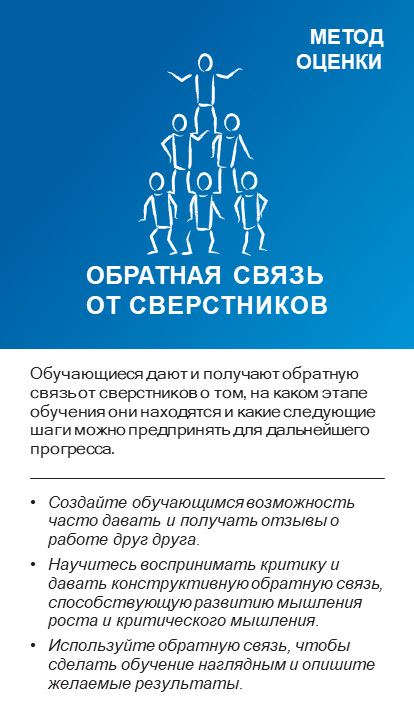 МЕТОД
ОЦЕНКИ
ОБРАТНАЯ СВЯЗЬ
ОТ СВЕРСТНИКОВ
Обучающиеся дают и получают обратную
связь от сверстников о том, на каком этапе
обучения они находятся и какие следующие
шаги можно предпринять для дальнейшего
прогресса.
• Создайте обучающимся возможность
часто давать и получать отзывы о
работе друг друга.
• Научитесь воспринимать критику и
давать конструктивную обратную связь,
способствующую развитию мышления
роста и критического мышления.
• Используйте обратную связь, чтобы
сделать обучение наглядным и опишите
желаемые результаты.